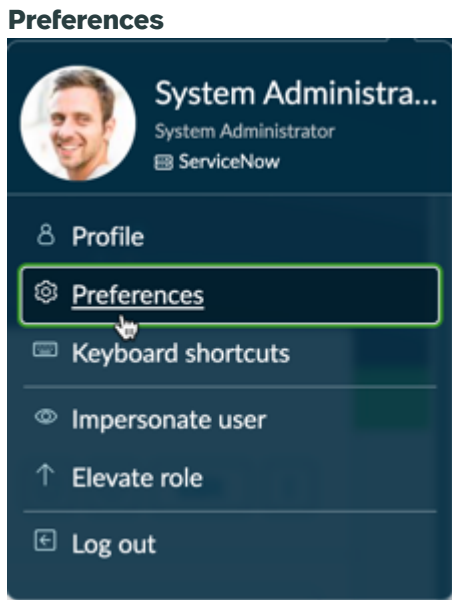 Preferences
System Administra...
System Administrator
ServiceNow
Profile
Preferences
Keyboard shortcuts
Impersonate user
Elevate role
Log out